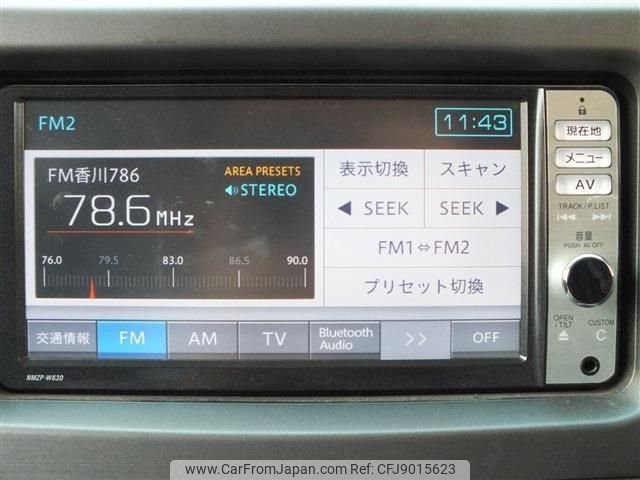 FM2
11:43
FM香川786
AREA PRESETS
STEREO
78.6 MHz
76.0 79.5 83.0 86.5 90.0
表示切換 スキャン
◀ SEEK SEEK ▶
FM1⇔FM2
プリセット切換
交通情報 FM AM TV Bluetooth Audio >> OFF
NMZP-W63D
現在地
メニュー
AV
TRACK/P.LIST
音量
PUSH AV OFF
OPEN
/TILT
CUSTOM
C
www.CarFromJapan.com - CFJ9015623